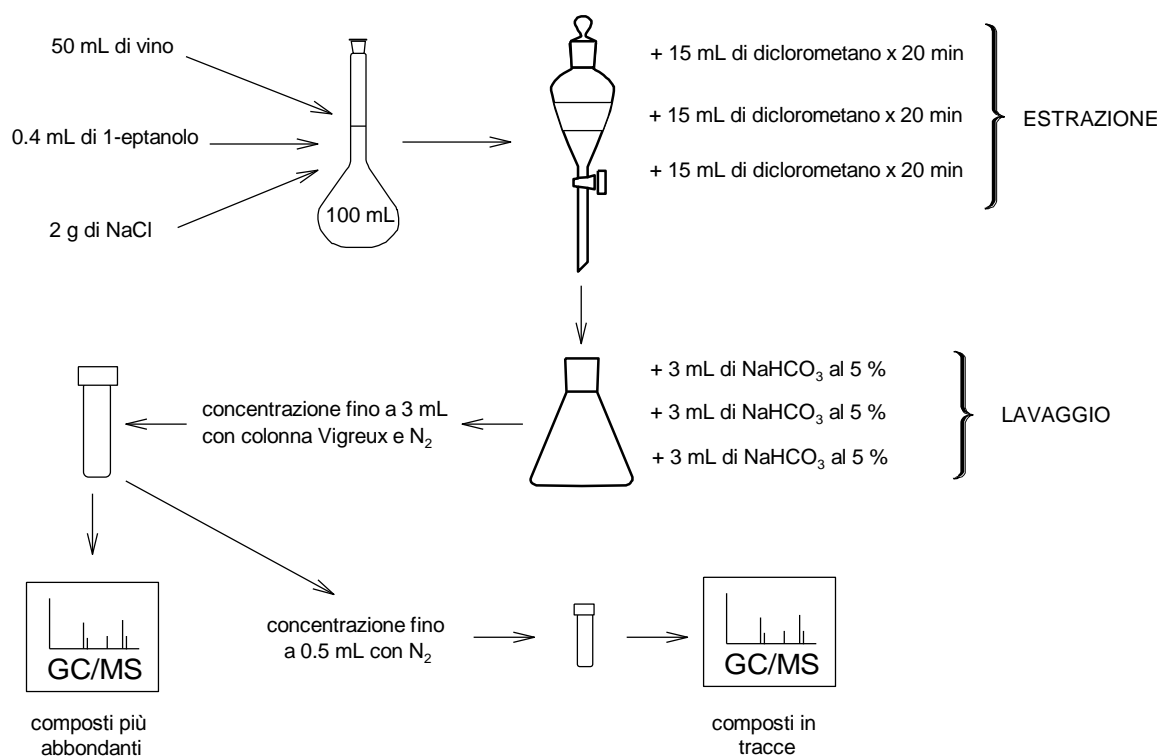 50 mL di vino
0.4 mL di 1-eptanolo
2 g di NaCl
100 mL
+ 15 mL di diclorometano x 20 min
+ 15 mL di diclorometano x 20 min
+ 15 mL di diclorometano x 20 min
ESTRAZIONE
+ 3 mL di NaHCO₃ al 5 %
+ 3 mL di NaHCO₃ al 5 %
+ 3 mL di NaHCO₃ al 5 %
LAVAGGIO
concentrazione fino a 3 mL
con colonna Vigreux e N₂
GC/MS
composti più
abbondanti
concentrazione fino
a 0.5 mL con N₂
GC/MS
composti in
tracce